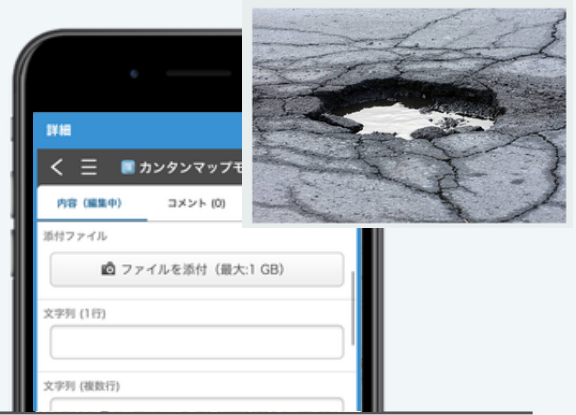 詳細
カンタンマップモ
内容（編集中）
コメント (0)
添付ファイル
ファイルを添付（最大:1 GB）
文字列 (1行)
文字列 (複数行)